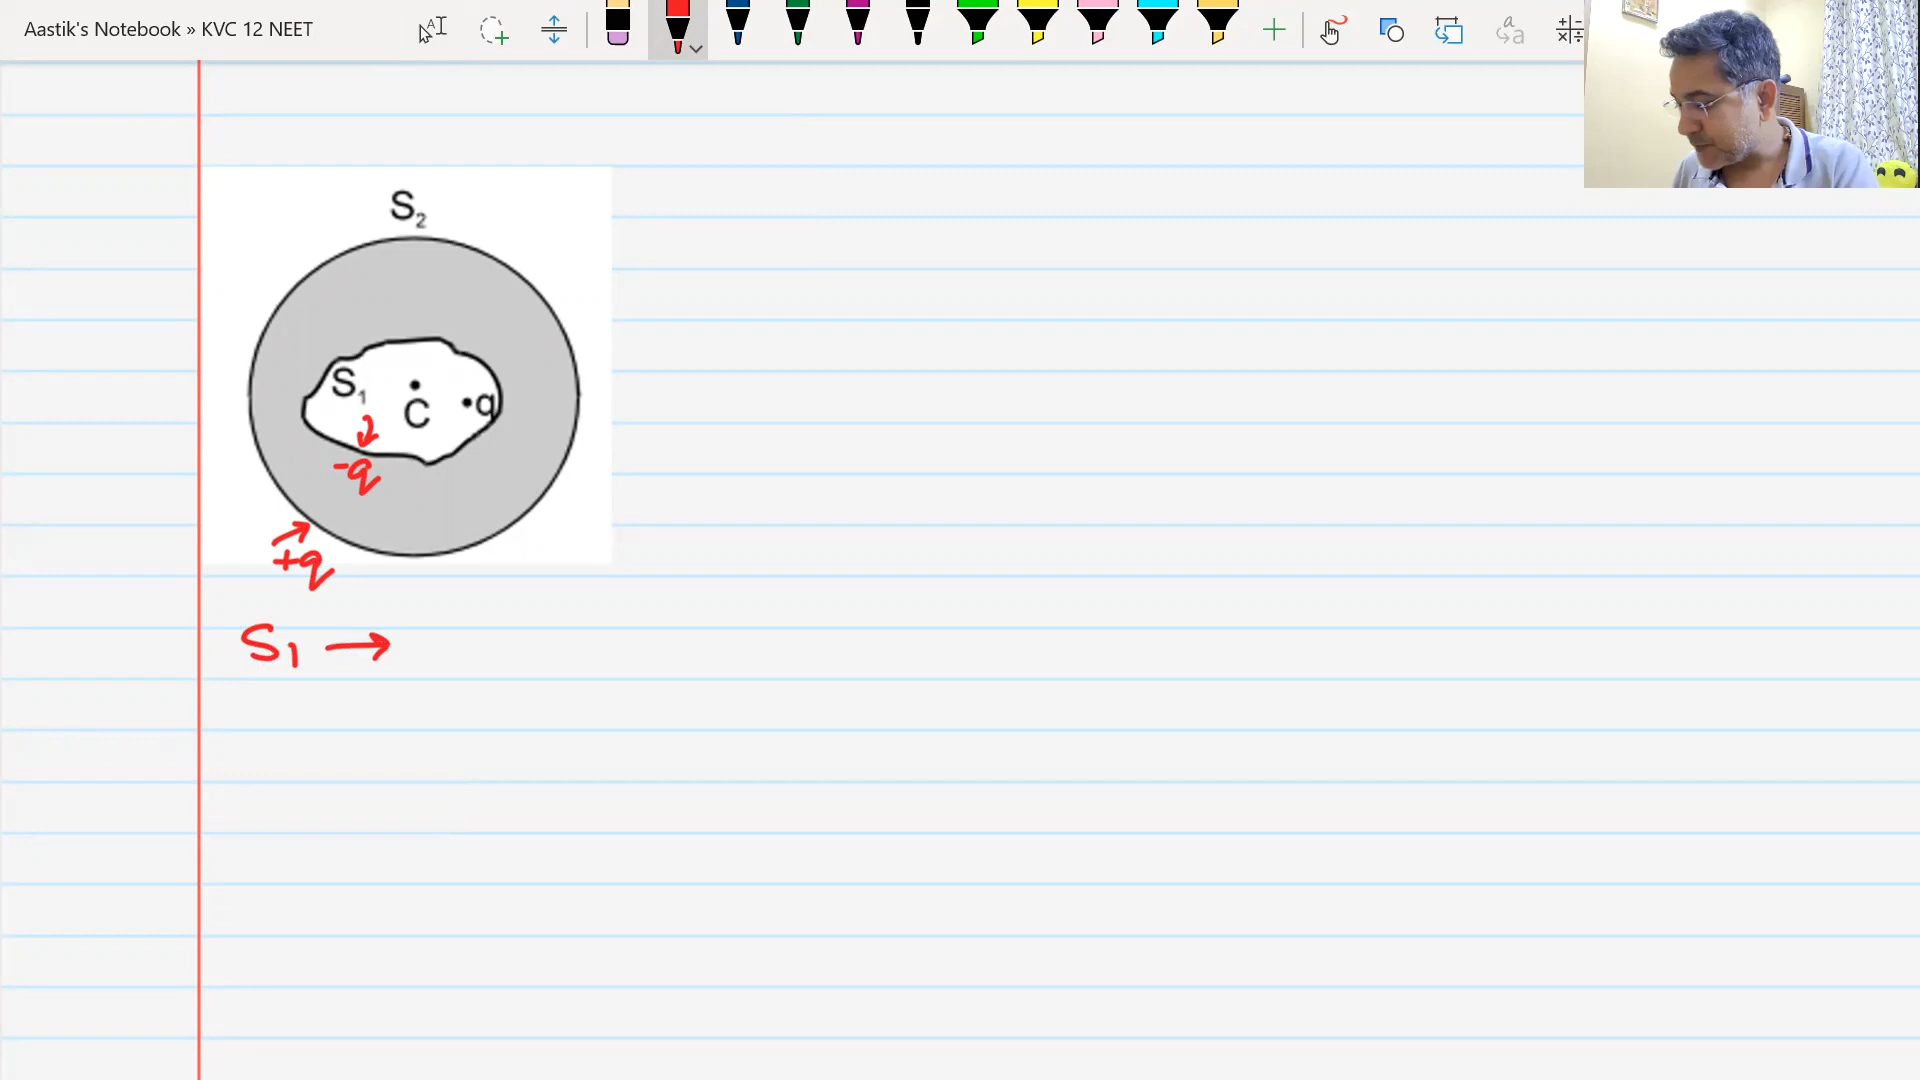 Aastik's Notebook » KVC 12 NEET
S₂
S₁
C
q
-q
+q
S₁ →